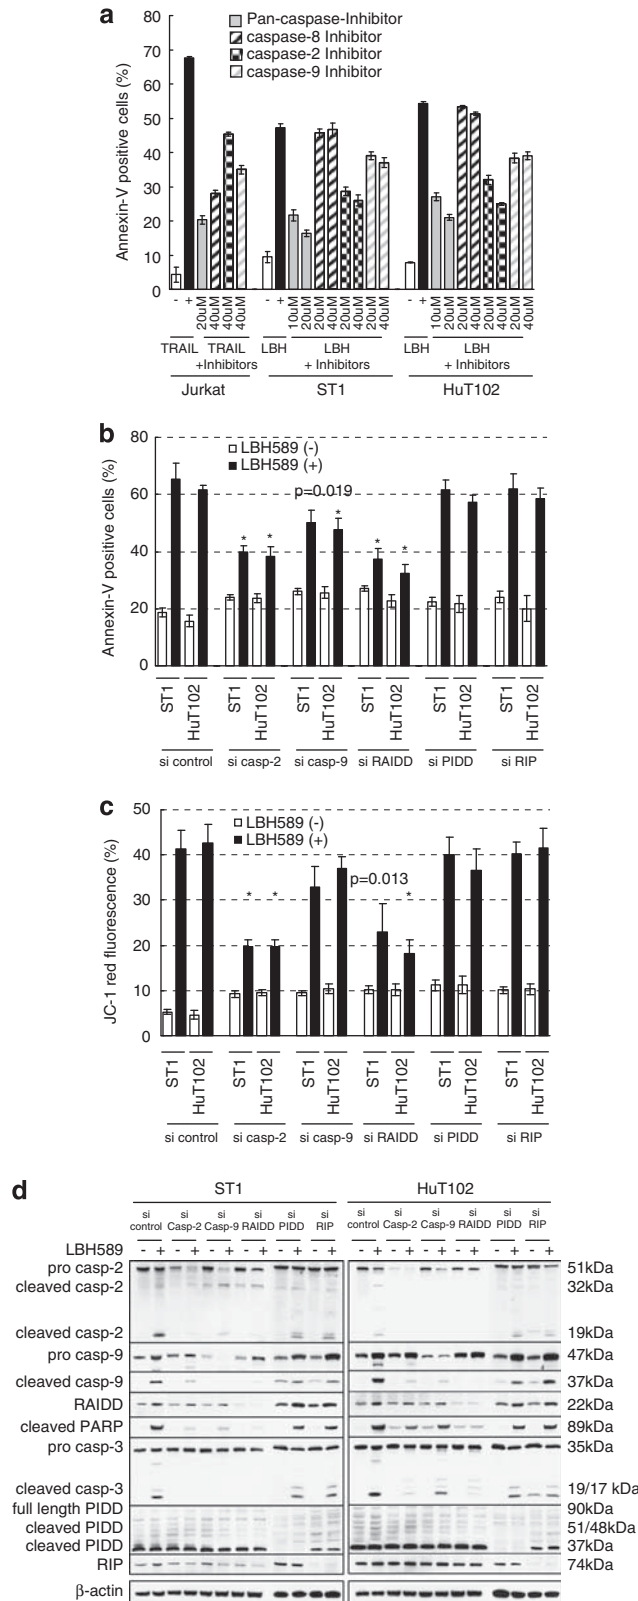 a
Pan-caspase-Inhibitor
caspase-8 Inhibitor
caspase-2 Inhibitor
caspase-9 Inhibitor
Annexin-V positive cells (%)
80
70
60
50
40
30
20
10
0
- + 20uM 40uM 40uM 40uM - + 10uM 20uM 20uM 40uM 20uM 40uM 20uM 40uM - + 10uM 20uM 20uM 40uM 20uM 40uM 20uM 40uM
TRAIL TRAIL +Inhibitors LBH LBH + Inhibitors LBH LBH + Inhibitors
Jurkat ST1 HuT102
b
LBH589 (-)
LBH589 (+)
p=0.019
* * * * *
Annexin-V positive cells (%)
80
60
40
20
0
ST1 HuT102 ST1 HuT102 ST1 HuT102 ST1 HuT102 ST1 HuT102 ST1 HuT102
si control si casp-2 si casp-9 si RAIDD si PIDD si RIP
c
LBH589 (-)
LBH589 (+)
p=0.013
* * *
JC-1 red fluorescence (%)
50
40
30
20
10
0
ST1 HuT102 ST1 HuT102 ST1 HuT102 ST1 HuT102 ST1 HuT102 ST1 HuT102
si control si casp-2 si casp-9 si RAIDD si PIDD si RIP
d
ST1 HuT102
si control si Casp-2 si Casp-9 si RAIDD si PIDD si RIP si control si Casp-2 si Casp-9 si RAIDD si PIDD si RIP
LBH589 - + - + - + - + - + - + - + - + - + - + - + - +
pro casp-2 51kDa
cleaved casp-2 32kDa
cleaved casp-2 19kDa
pro casp-9 47kDa
cleaved casp-9 37kDa
RAIDD 22kDa
cleaved PARP 89kDa
pro casp-3 35kDa
cleaved casp-3 19/17 kDa
full length PIDD 90kDa
cleaved PIDD 51/48kDa
cleaved PIDD 37kDa
RIP 74kDa
β-actin